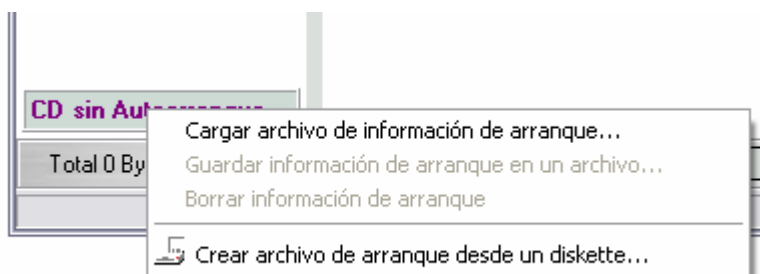 CD sin
Cargar archivo de información de arranque...
Total 0 By
Guardar información de arranque en un archivo...
Borrar información de arranque
Crear archivo de arranque desde un diskette...